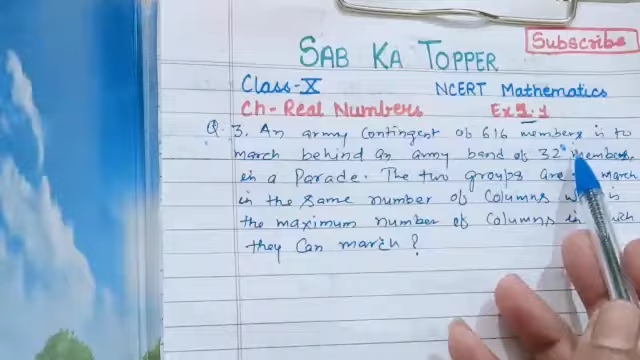 Subscribe
SAB KA TOPPER
Class-X NCERT Mathematics
Ch- Real Numbers Ex 1.1
Q. 3. An army Contingent of 616 members is to
march behind an army band of 32 members
in a Parade. The two groups are march
in the same number of Columns is
the maximum number of Columns in
they Can march?